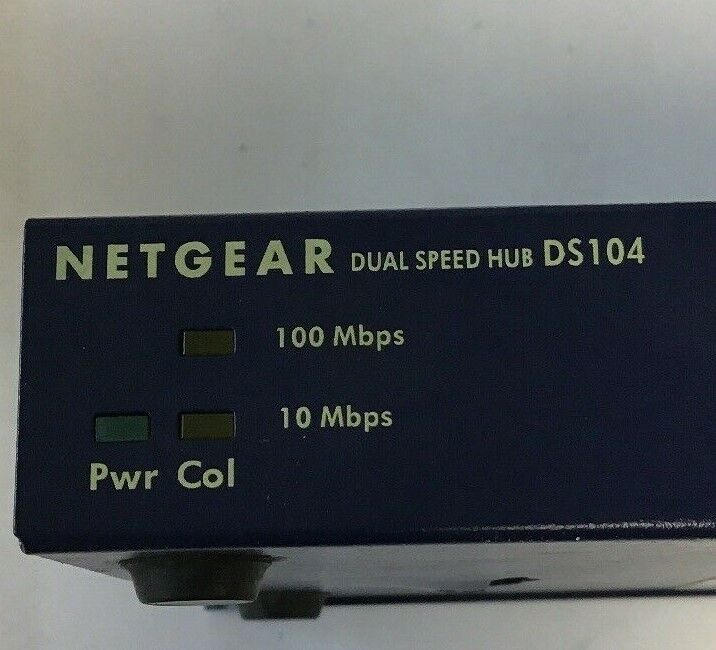 NETGEAR DUAL SPEED HUB DS104
100 Mbps
10 Mbps
Pwr Col